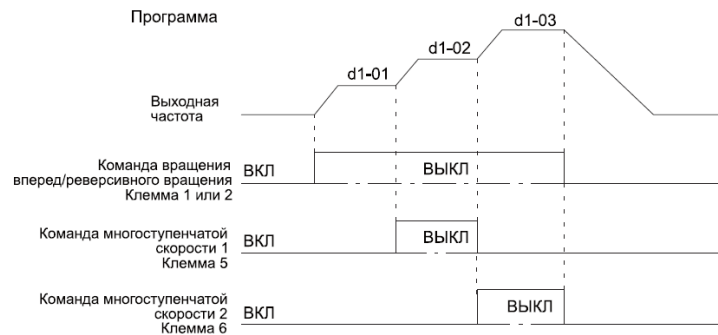 Программа
d1-03
d1-02
d1-01
Выходная
частота
Команда вращения
вперед/реверсивного вращения
Клемма 1 или 2
ВКЛ
ВЫКЛ
Команда многоступенчатой
скорости 1
Клемма 5
ВКЛ
ВЫКЛ
Команда многоступенчатой
скорости 2
Клемма 6
ВКЛ
ВЫКЛ